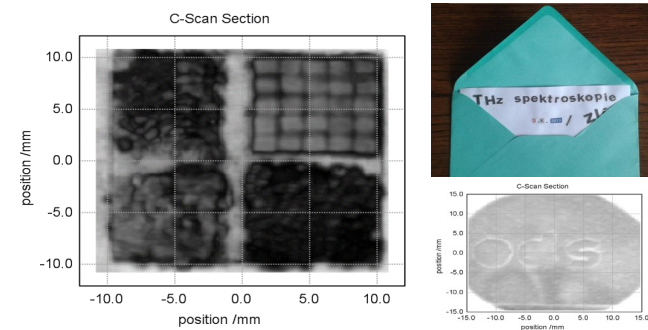 C-Scan Section
10.0
5.0
0.0
-5.0
-10.0
position /mm
-10.0 -5.0 0.0 5.0 10.0
position /mm
THz spektroskopie
C-Scan Section
15.0
10.0
5.0
0.0
-5.0
-10.0
-15.0
position /mm
-15.0 -10.0 -5.0 0.0 5.0 10.0 15.0
position /mm